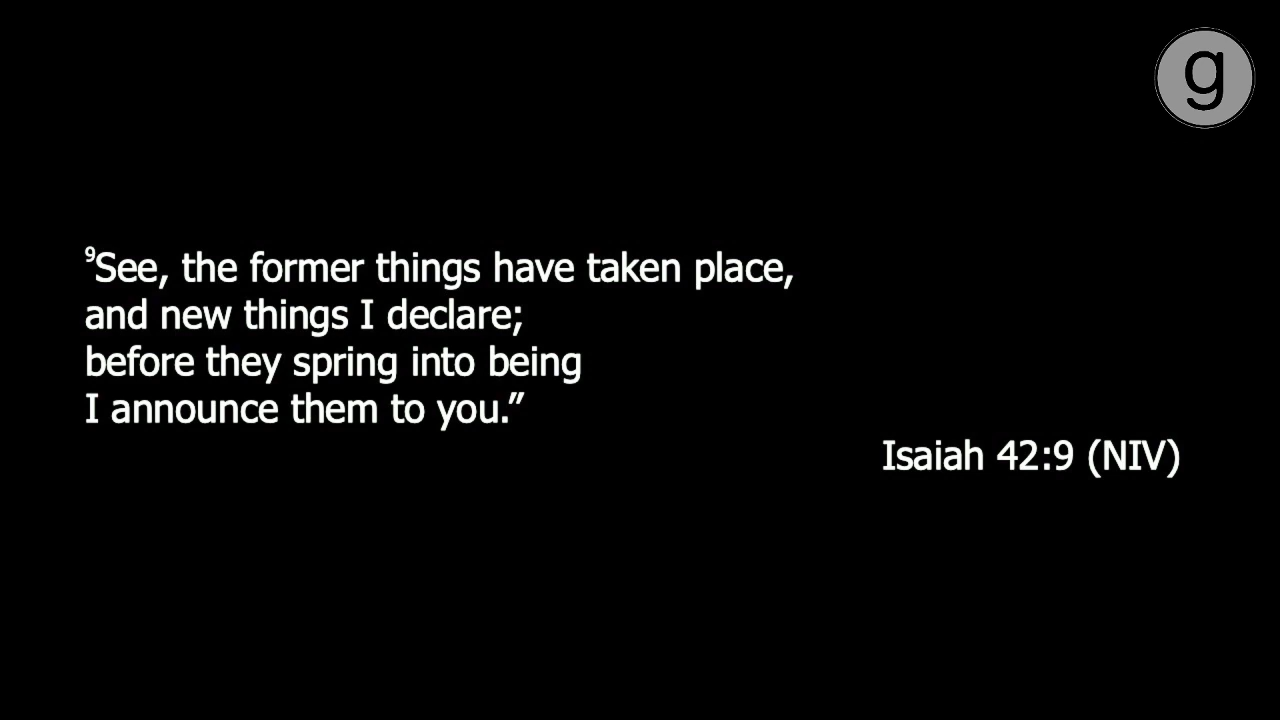 g
⁹See, the former things have taken place,
and new things I declare;
before they spring into being
I announce them to you.”
Isaiah 42:9 (NIV)